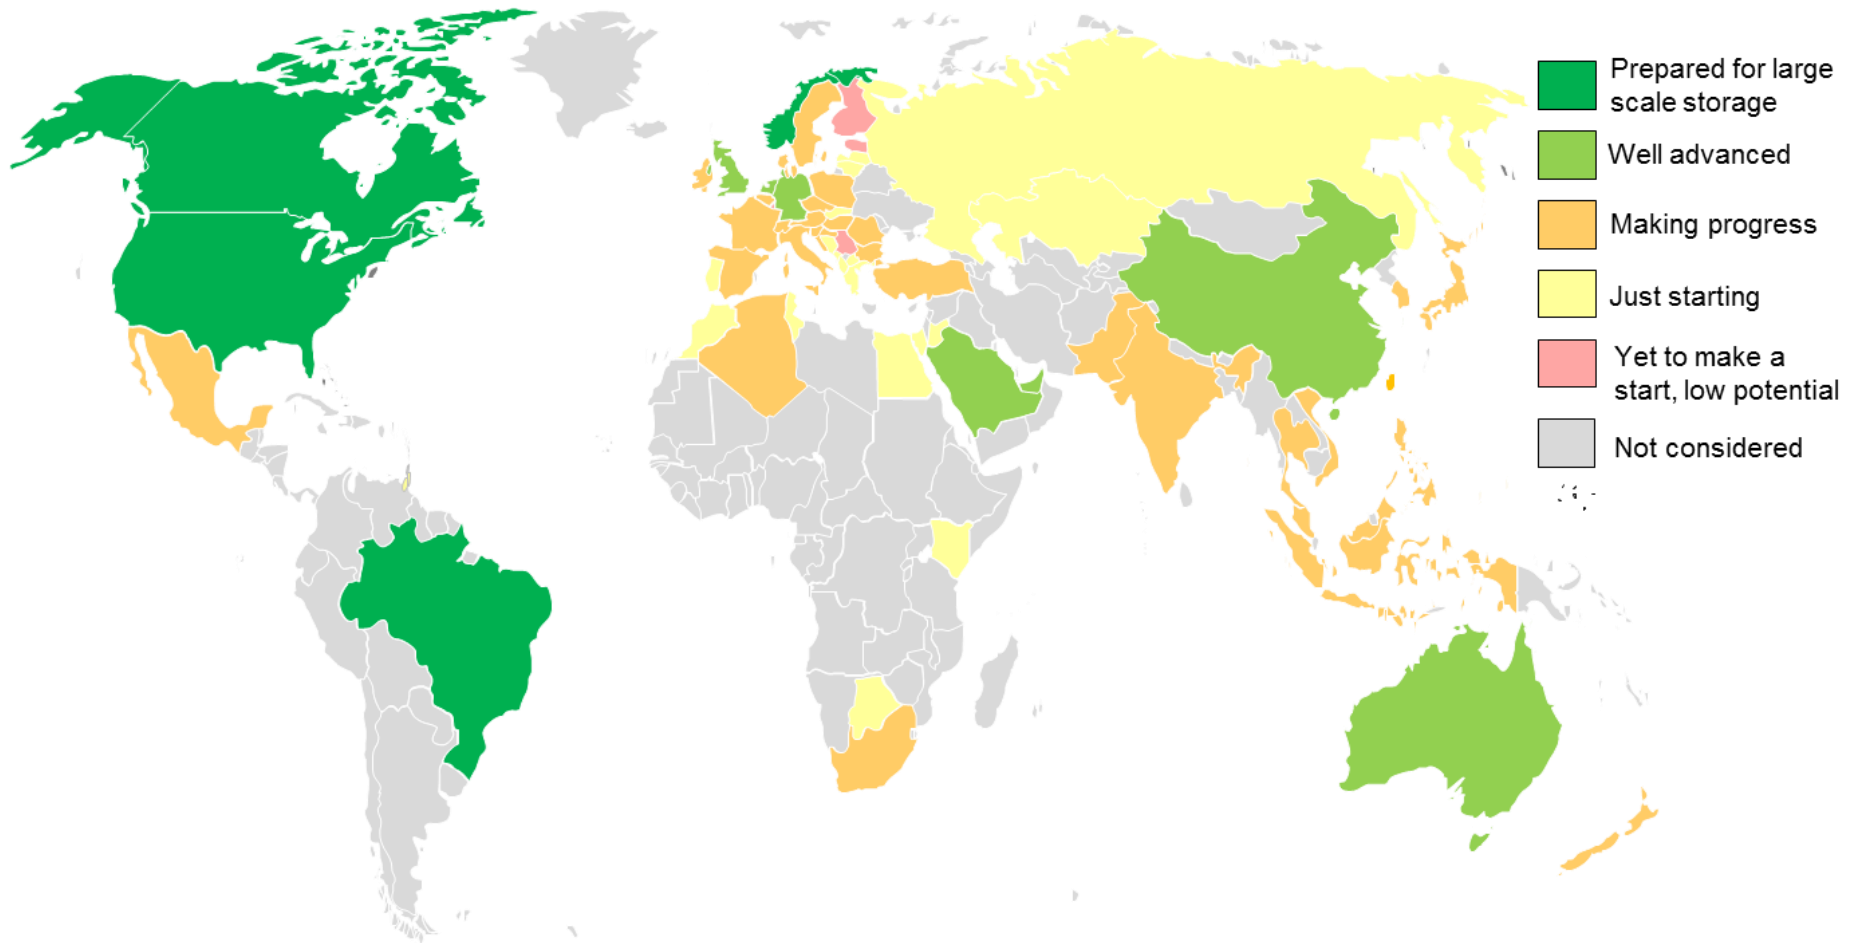 Prepared for large
scale storage
Well advanced
Making progress
Just starting
Yet to make a
start, low potential
Not considered